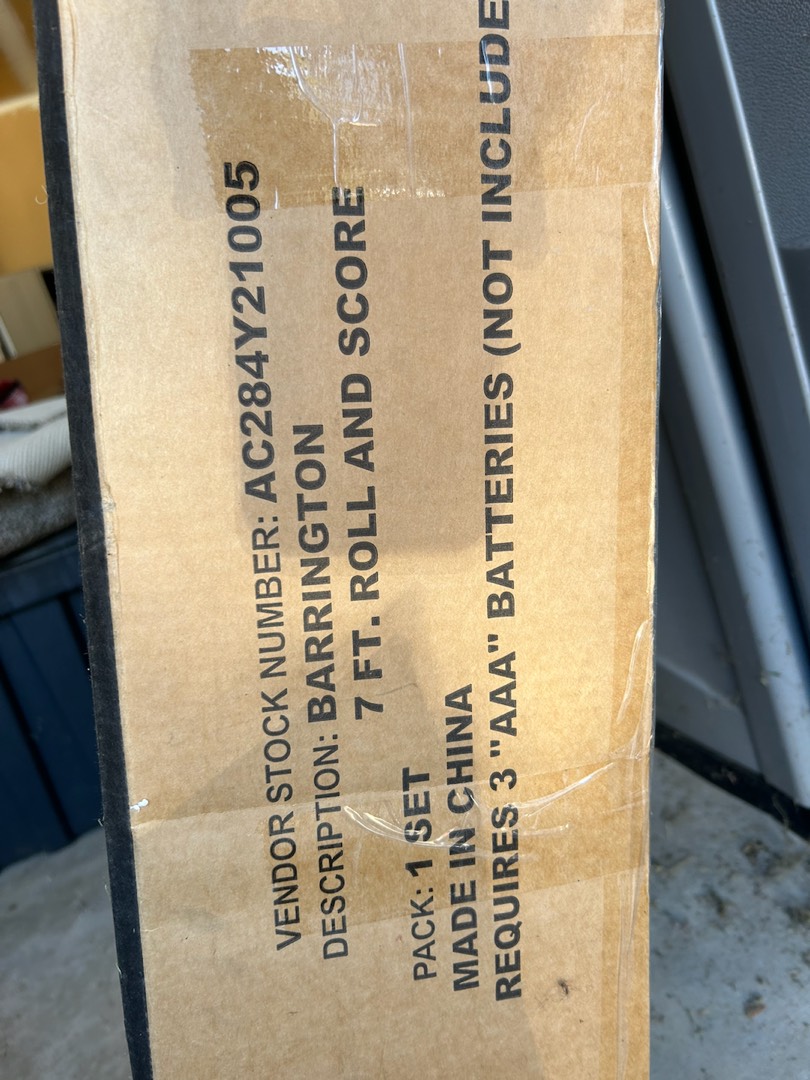 VENDOR STOCK NUMBER: AC284Y21005
DESCRIPTION: BARRINGTON
7 FT. ROLL AND SCORE
PACK: 1 SET
MADE IN CHINA
REQUIRES 3 "AAA" BATTERIES (NOT INCLUDE